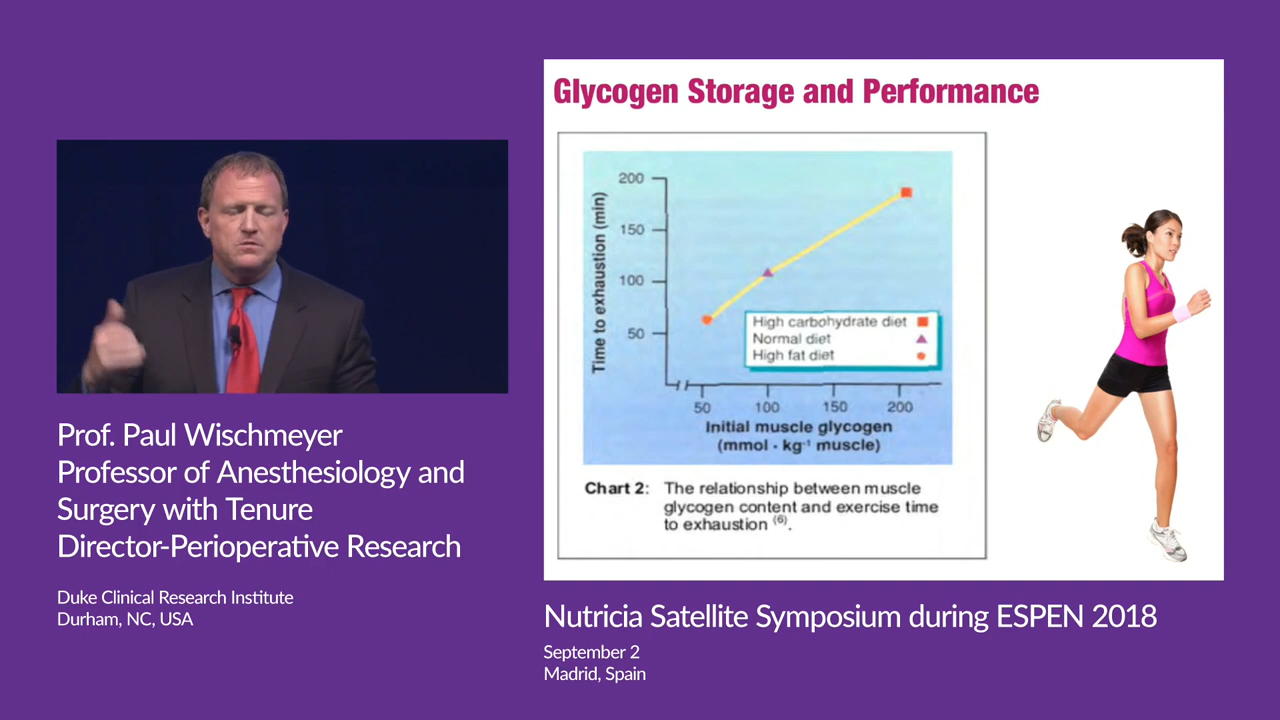 Glycogen Storage and Performance
Time to exhaustion (min)
200
150
100
50
High carbohydrate diet
Normal diet
High fat diet
50 100 150 200
Initial muscle glycogen
(mmol · kg⁻¹ muscle)
Chart 2: The relationship between muscle
glycogen content and exercise time
to exhaustion (6).
Prof. Paul Wischmeyer
Professor of Anesthesiology and
Surgery with Tenure
Director-Perioperative Research
Duke Clinical Research Institute
Durham, NC, USA
Nutricia Satellite Symposium during ESPEN 2018
September 2
Madrid, Spain